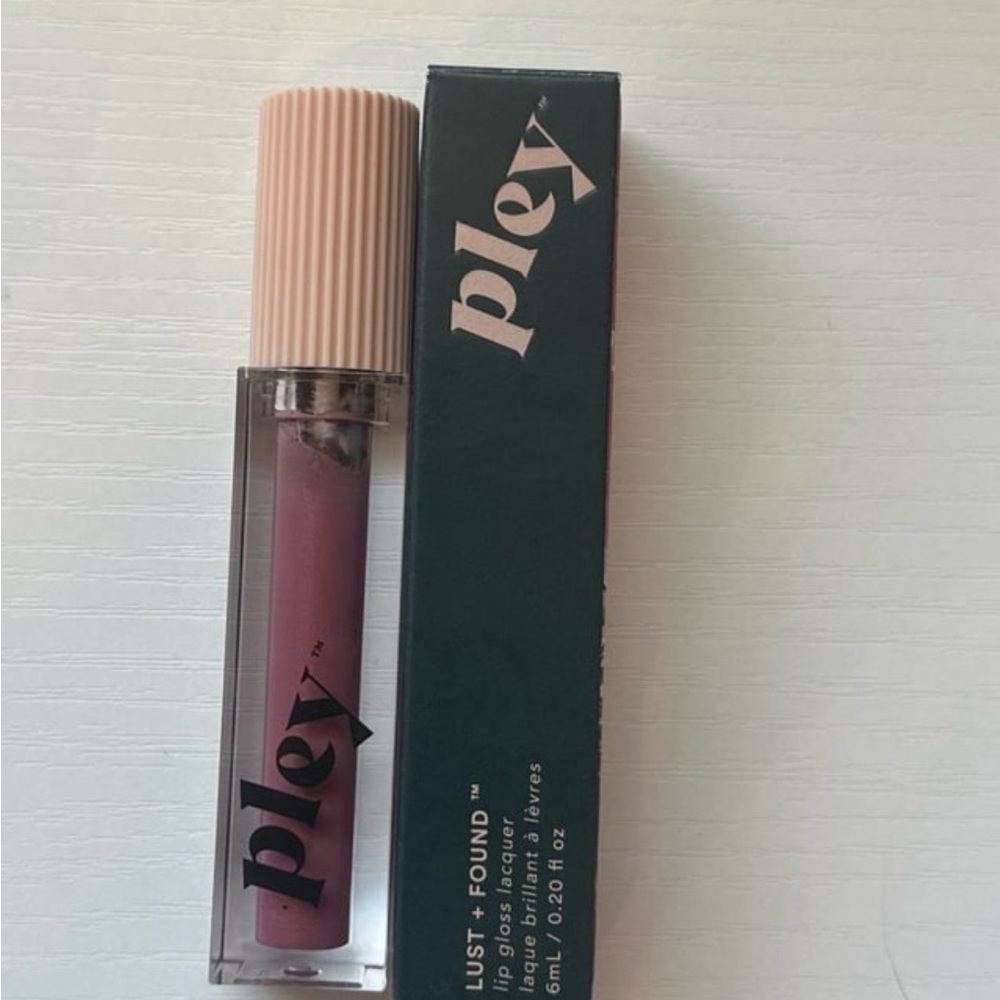 pley™
pley™
LUST + FOUND™
lip gloss lacquer
laque brillant à lèvres
6mL / 0.20 fl oz